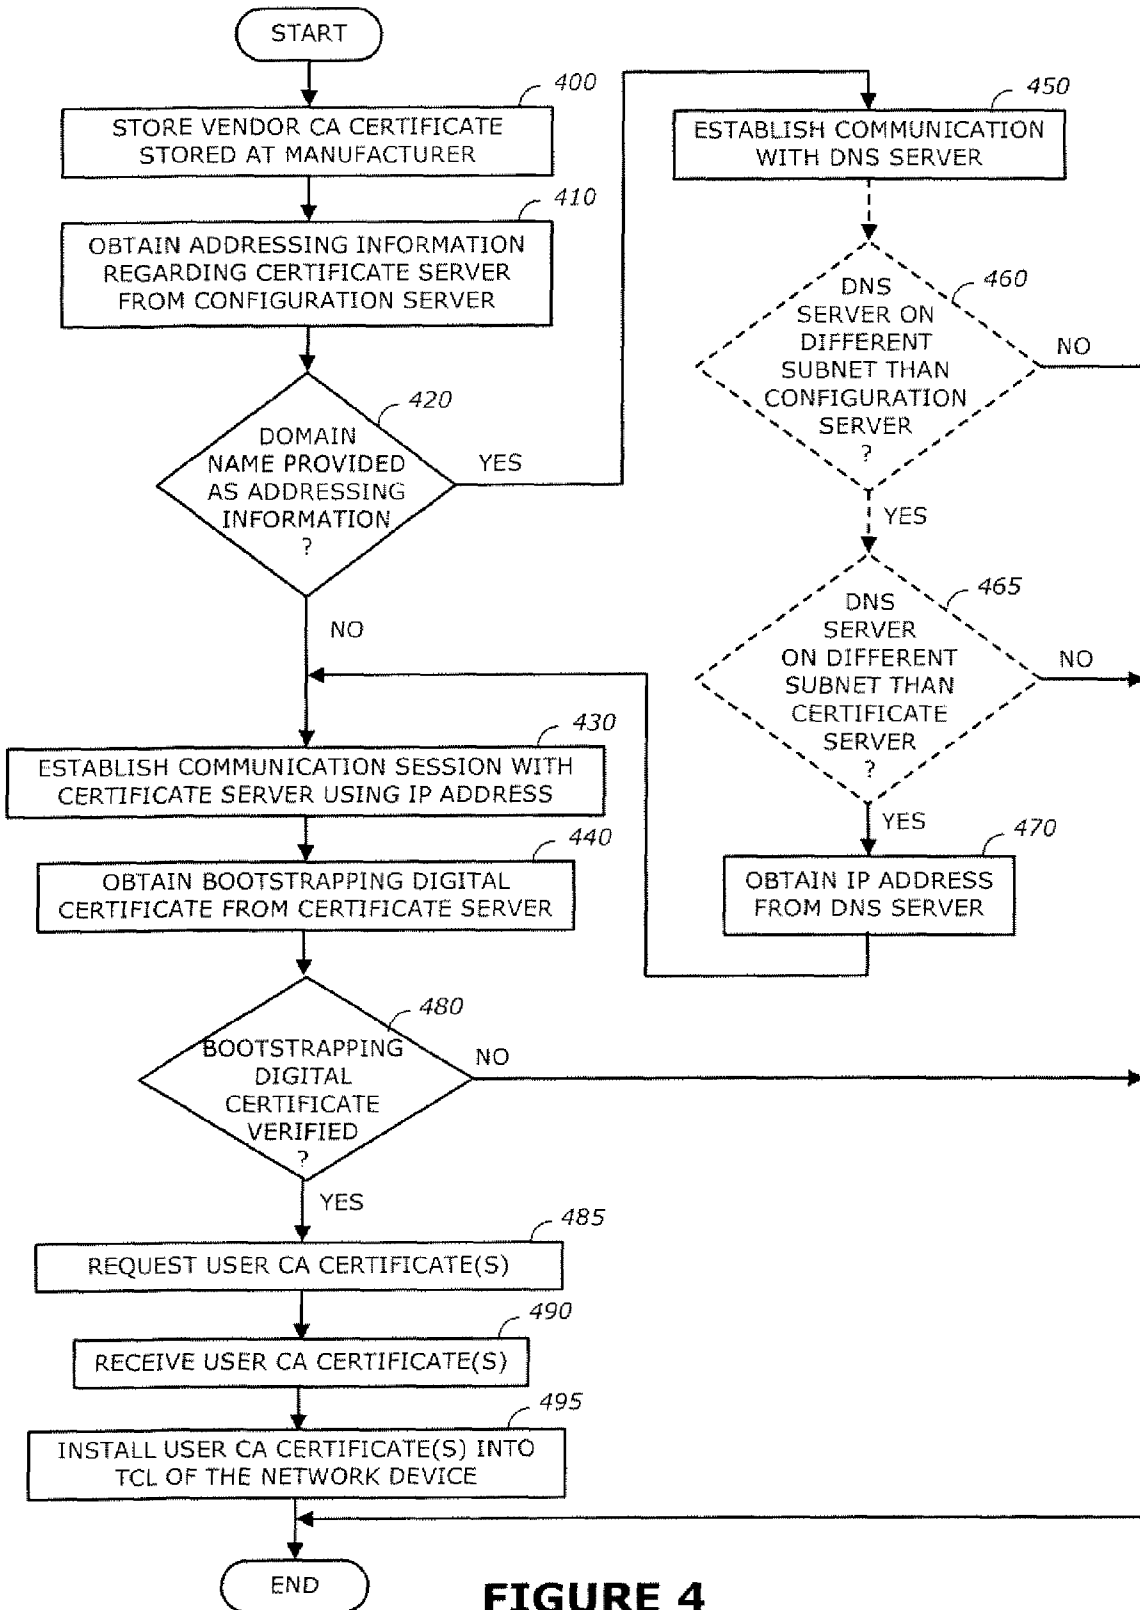 START
400
STORE VENDOR CA CERTIFICATE
STORED AT MANUFACTURER
410
OBTAIN ADDRESSING INFORMATION
REGARDING CERTIFICATE SERVER
FROM CONFIGURATION SERVER
420
DOMAIN
NAME PROVIDED
AS ADDRESSING
INFORMATION
?
YES
NO
430
ESTABLISH COMMUNICATION SESSION WITH
CERTIFICATE SERVER USING IP ADDRESS
440
OBTAIN BOOTSTRAPPING DIGITAL
CERTIFICATE FROM CERTIFICATE SERVER
450
ESTABLISH COMMUNICATION
WITH DNS SERVER
460
DNS
SERVER ON
DIFFERENT
SUBNET THAN
CONFIGURATION
SERVER
?
NO
YES
465
DNS
SERVER
ON DIFFERENT
SUBNET THAN
CERTIFICATE
SERVER
?
NO
YES
470
OBTAIN IP ADDRESS
FROM DNS SERVER
480
BOOTSTRAPPING
DIGITAL
CERTIFICATE
VERIFIED
?
NO
YES
485
REQUEST USER CA CERTIFICATE(S)
490
RECEIVE USER CA CERTIFICATE(S)
495
INSTALL USER CA CERTIFICATE(S) INTO
TCL OF THE NETWORK DEVICE
END
FIGURE 4